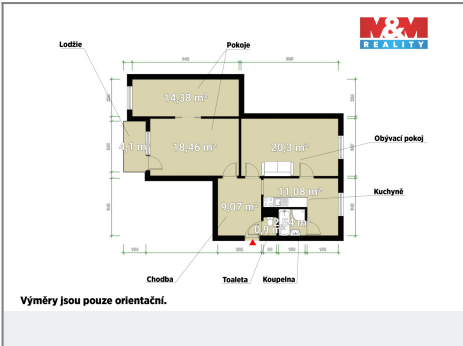 M&M
REALITY
Lodžie
Pokoje
14,38 m²
4,1 m²
18,46 m²
20,3 m²
Obývací pokoj
11,08 m²
Kuchyně
9,07 m²
0,9 m²
Chodba
Toaleta
Koupelna
Výměry jsou pouze orientační.